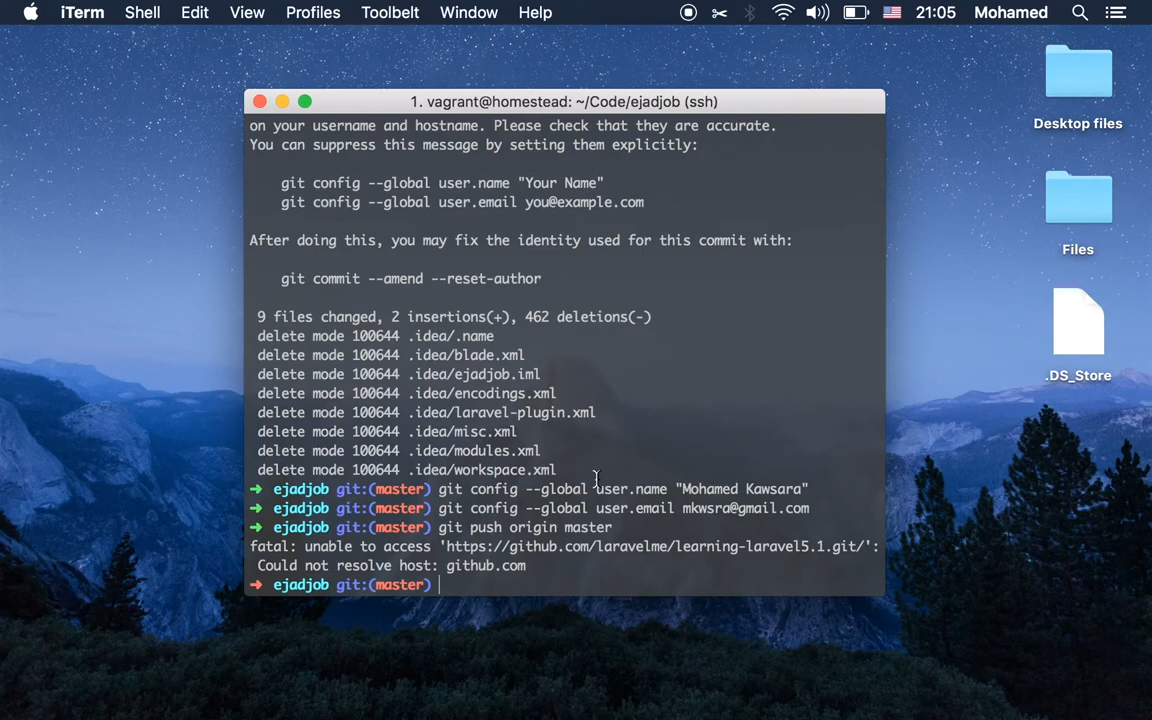 iTerm Shell Edit View Profiles Toolbelt Window Help 21:05 Mohamed
1. vagrant@homestead: ~/Code/ejadjob (ssh)
on your username and hostname. Please check that they are accurate.
You can suppress this message by setting them explicitly:
git config --global user.name "Your Name"
git config --global user.email you@example.com
After doing this, you may fix the identity used for this commit with:
git commit --amend --reset-author
9 files changed, 2 insertions(+), 462 deletions(-)
delete mode 100644 .idea/.name
delete mode 100644 .idea/blade.xml
delete mode 100644 .idea/ejadjob.iml
delete mode 100644 .idea/encodings.xml
delete mode 100644 .idea/laravel-plugin.xml
delete mode 100644 .idea/misc.xml
delete mode 100644 .idea/modules.xml
delete mode 100644 .idea/workspace.xml
➜ ejadjob git:(master) git config --global user.name "Mohamed Kawsara"
➜ ejadjob git:(master) git config --global user.email mkwsra@gmail.com
➜ ejadjob git:(master) git push origin master
fatal: unable to access 'https://github.com/laravelme/learning-laravel5.1.git/':
Could not resolve host: github.com
➜ ejadjob git:(master)
Desktop files
Files
.DS_Store